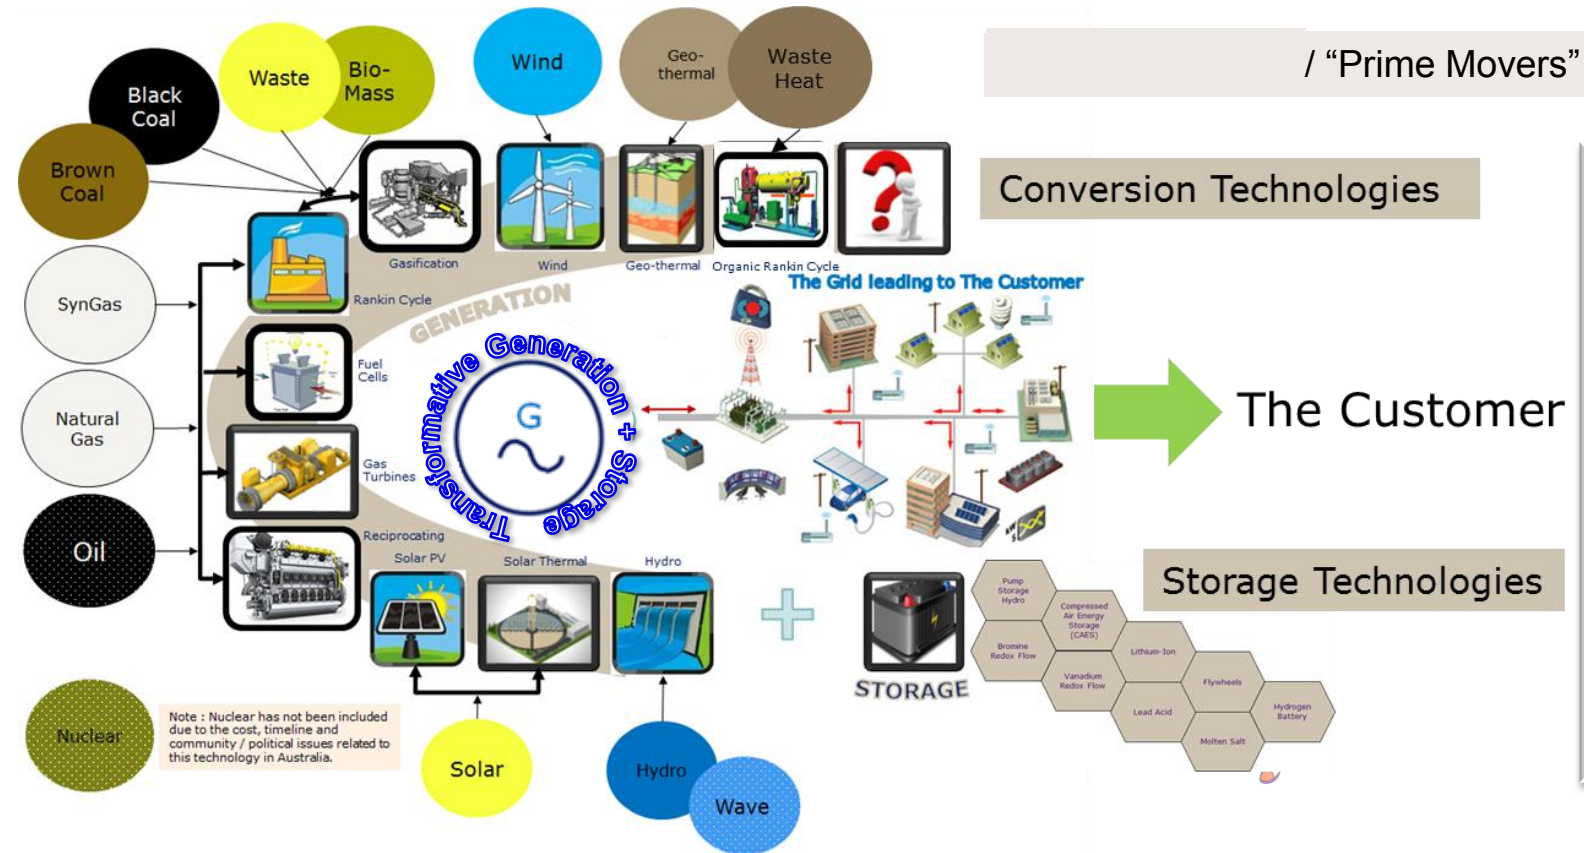 / “Prime Movers”
Waste
Bio-
Mass
Wind
Geo-
thermal
Waste
Heat
Black
Coal
Brown
Coal
Conversion Technologies
Gasification
Wind
Geo-thermal
Organic Rankin Cycle
Rankin Cycle
SynGas
GENERATION
The Grid leading to The Customer
Transformative Generation + Storage
G
Fuel
Cells
Natural
Gas
Gas
Turbines
The Customer
Oil
Reciprocating
Solar PV
Solar Thermal
Hydro
Storage Technologies
STORAGE
Pump
Storage
Hydro
Compressed
Air Energy
Storage
(CAES)
Bromine
Redox Flow
Lithium-Ion
Vanadium
Redox Flow
Flywheels
Lead Acid
Hydrogen
Battery
Molten Salt
Nuclear
Note : Nuclear has not been included
due to the cost, timeline and
community / political issues related to
this technology in Australia.
Solar
Hydro
Wave